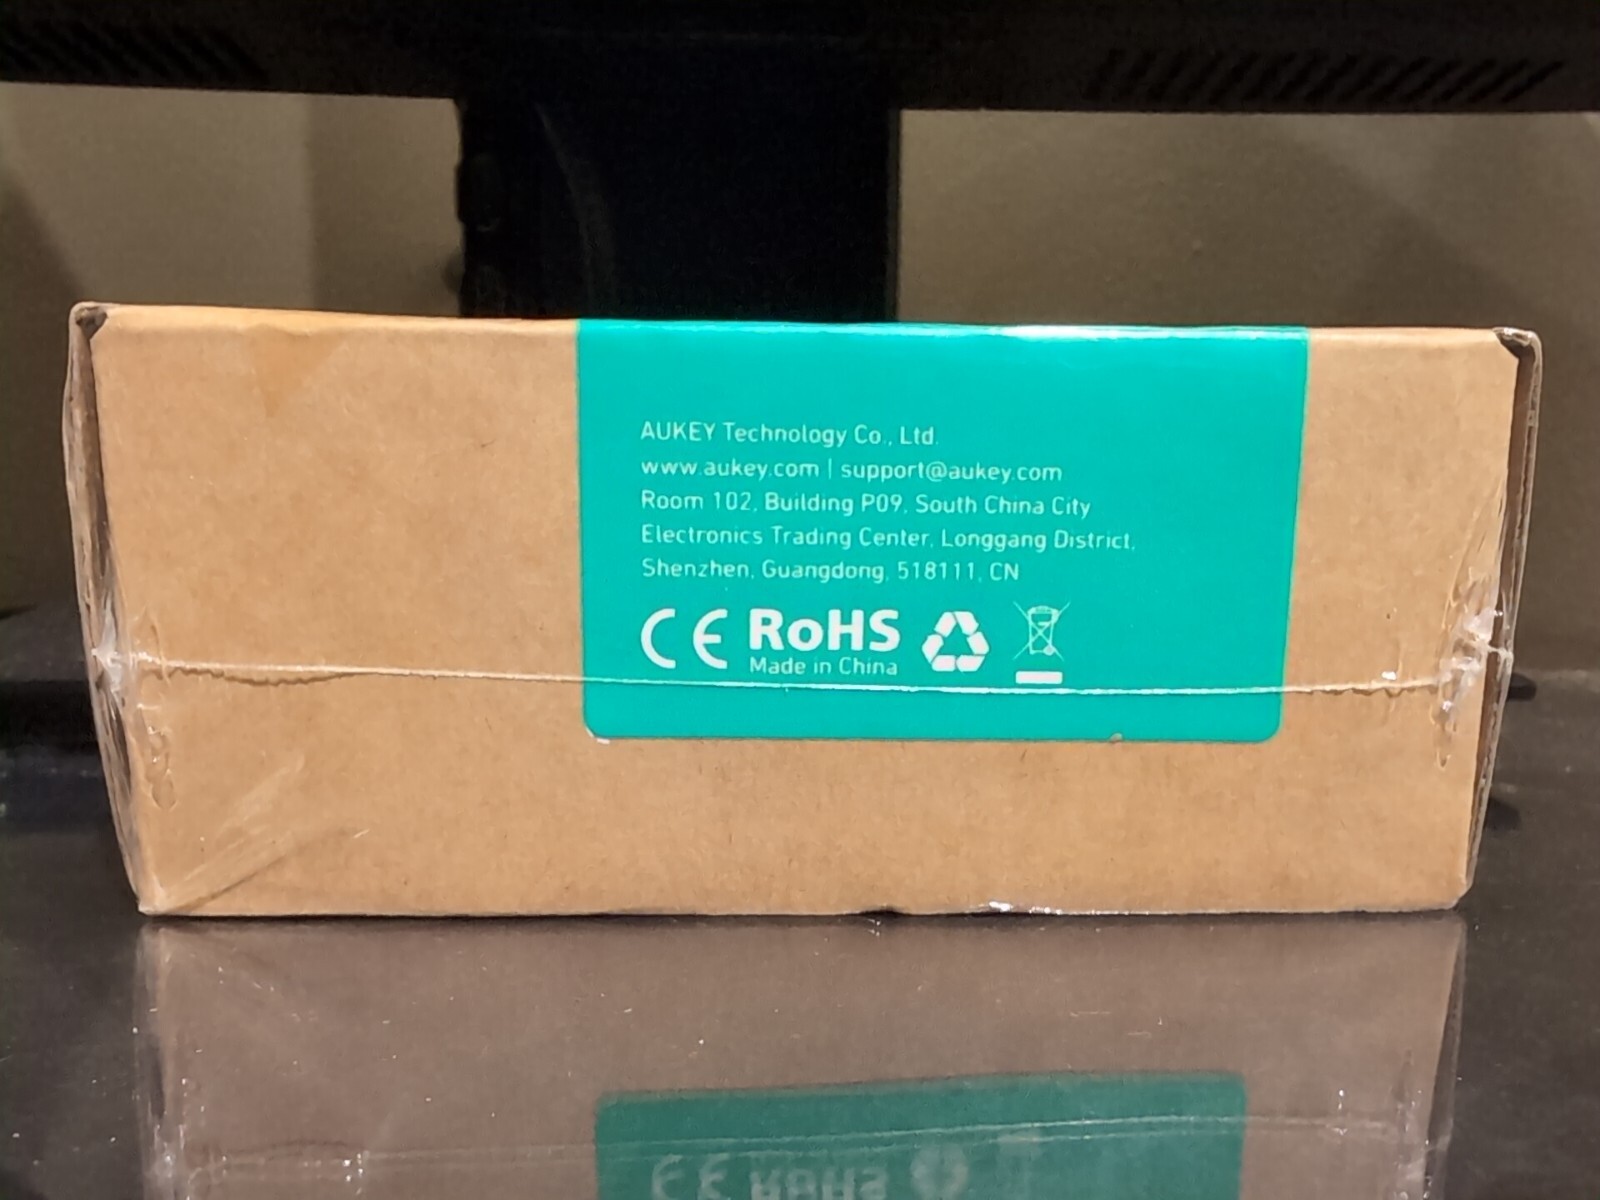 AUKEY Technology Co., Ltd.
www.aukey.com | support@aukey.com
Room 102, Building P09, South China City
Electronics Trading Center, Longgang District,
Shenzhen, Guangdong, 518111, CN
CE RoHS
Made in China